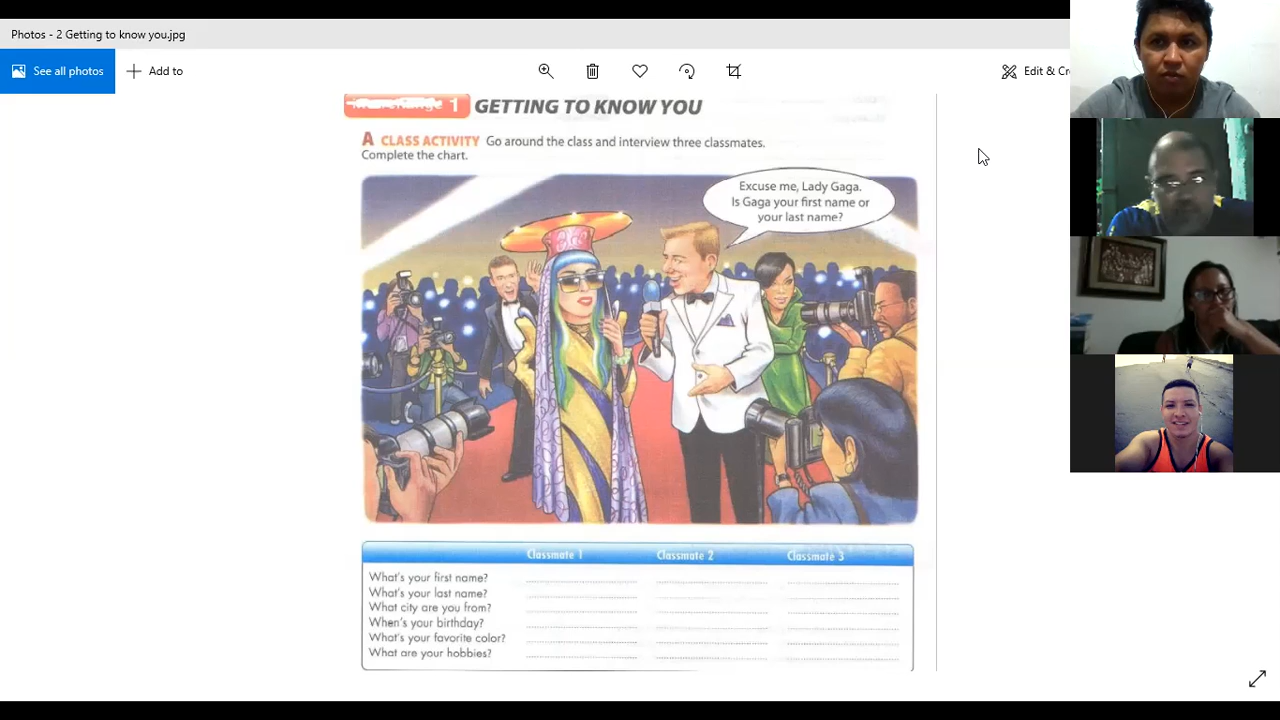 Photos - 2 Getting to know you.jpg
See all photos
Add to
Edit & Cr
1 GETTING TO KNOW YOU
A CLASS ACTIVITY Go around the class and interview three classmates.
Complete the chart.
Excuse me, Lady Gaga.
Is Gaga your first name or
your last name?
Classmate 1 Classmate 2 Classmate 3
What's your first name?
What's your last name?
What city are you from?
When's your birthday?
What's your favorite color?
What are your hobbies?